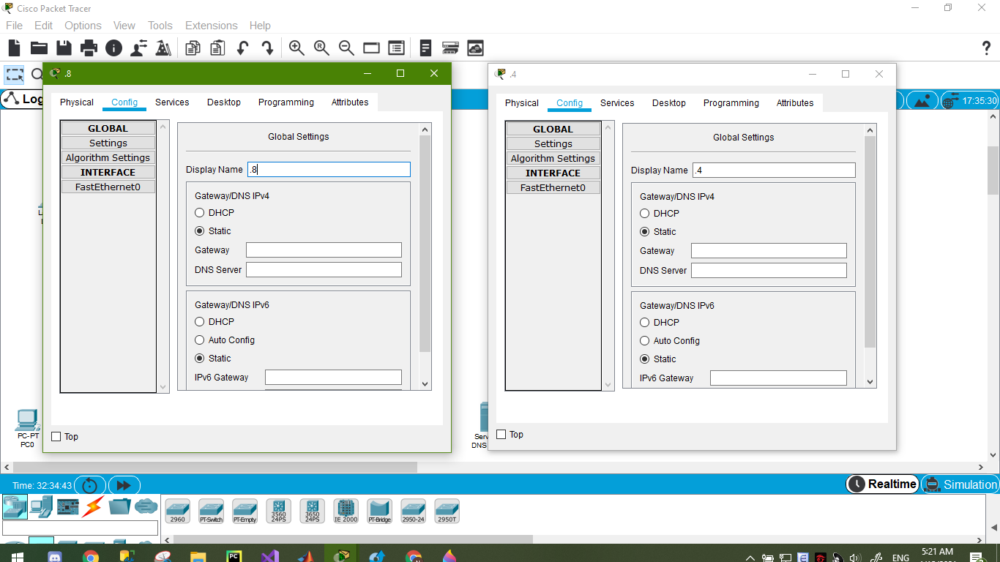 Cisco Packet Tracer
File Edit Options View Tools Extensions Help
.8
Physical Config Services Desktop Programming Attributes
GLOBAL
Settings
Algorithm Settings
INTERFACE
FastEthernet0
Global Settings
Display Name .8
Gateway/DNS IPv4
DHCP
Static
Gateway
DNS Server
Gateway/DNS IPv6
DHCP
Auto Config
Static
IPv6 Gateway
Top
.4
Physical Config Services Desktop Programming Attributes
GLOBAL
Settings
Algorithm Settings
INTERFACE
FastEthernet0
Global Settings
Display Name .4
Gateway/DNS IPv4
DHCP
Static
Gateway
DNS Server
Gateway/DNS IPv6
DHCP
Auto Config
Static
IPv6 Gateway
Top
Log
17:35:30
PC-PT
PC0
Serv
DNS
Time: 32:34:43
Realtime
Simulation
2960
PT-Switch
PT-Empty
3560
24PS
3650
24PS
IE 2000
PT-Bridge
2950-24
2950T
ENG
5:21 AM